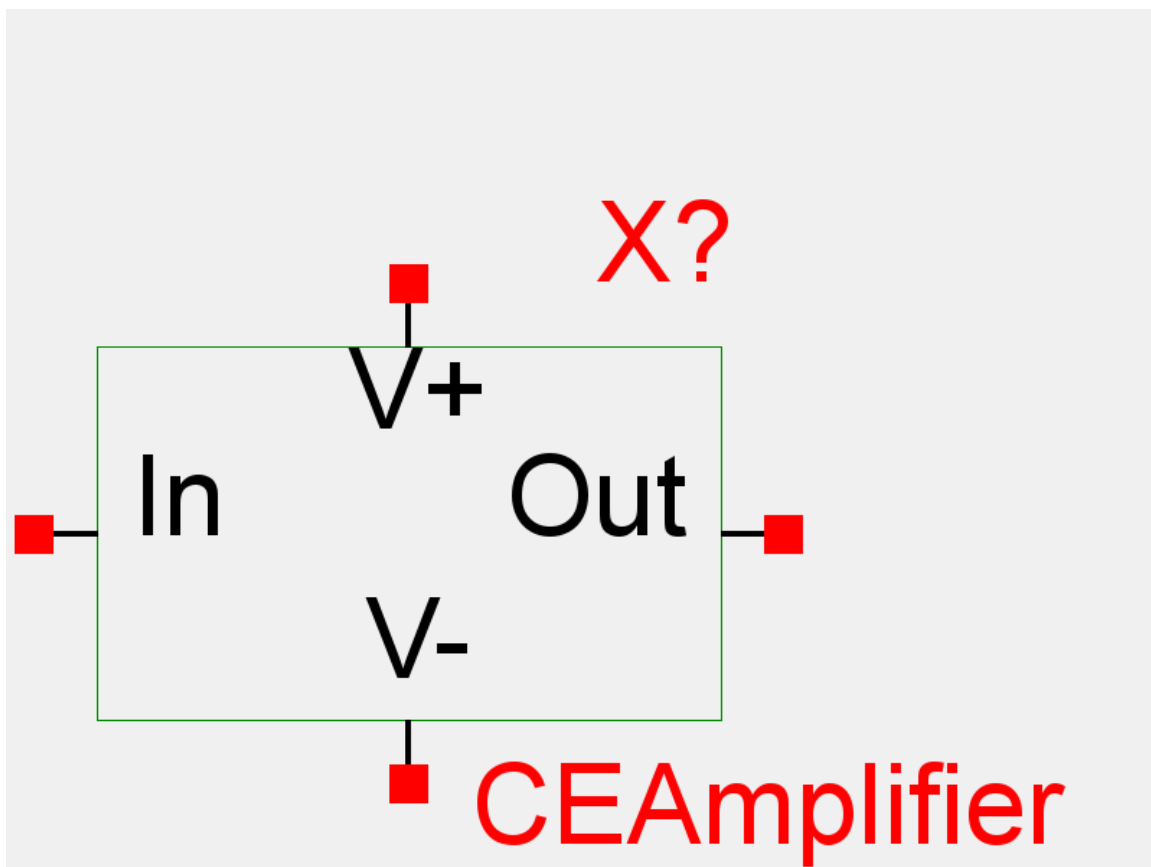 X?
V+
In
Out
V-
CEAmplifier